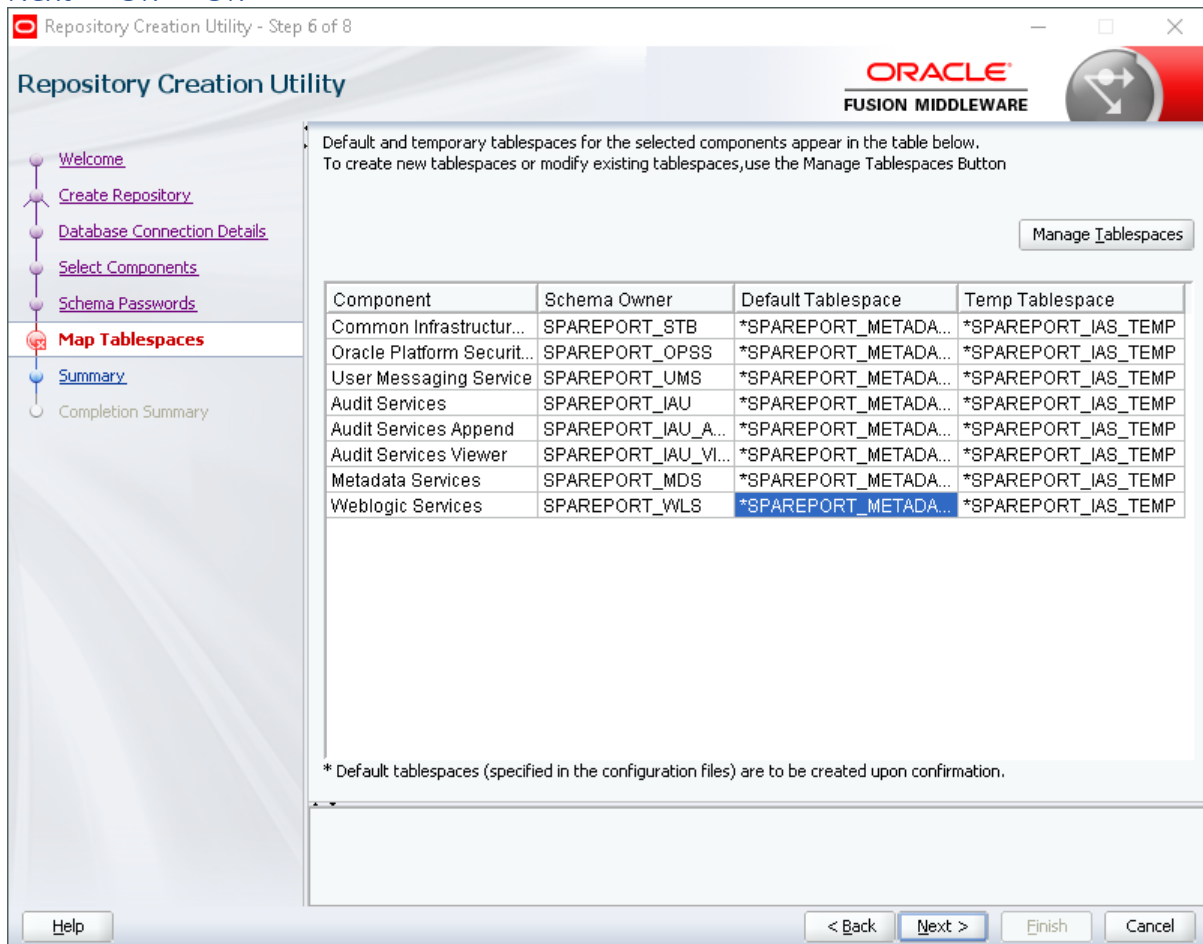 Repository Creation Utility - Step 6 of 8
Repository Creation Utility
ORACLE
FUSION MIDDLEWARE
Welcome
Create Repository
Database Connection Details
Select Components
Schema Passwords
Map Tablespaces
Summary
Completion Summary
Default and temporary tablespaces for the selected components appear in the table below.
To create new tablespaces or modify existing tablespaces,use the Manage Tablespaces Button
Manage Tablespaces
Component Schema Owner Default Tablespace Temp Tablespace
Common Infrastructur... SPAREPORT_STB *SPAREPORT_METADA... *SPAREPORT_IAS_TEMP
Oracle Platform Securit... SPAREPORT_OPSS *SPAREPORT_METADA... *SPAREPORT_IAS_TEMP
User Messaging Service SPAREPORT_UMS *SPAREPORT_METADA... *SPAREPORT_IAS_TEMP
Audit Services SPAREPORT_IAU *SPAREPORT_METADA... *SPAREPORT_IAS_TEMP
Audit Services Append SPAREPORT_IAU_A... *SPAREPORT_METADA... *SPAREPORT_IAS_TEMP
Audit Services Viewer SPAREPORT_IAU_VI... *SPAREPORT_METADA... *SPAREPORT_IAS_TEMP
Metadata Services SPAREPORT_MDS *SPAREPORT_METADA... *SPAREPORT_IAS_TEMP
Weblogic Services SPAREPORT_WLS *SPAREPORT_METADA... *SPAREPORT_IAS_TEMP
* Default tablespaces (specified in the configuration files) are to be created upon confirmation.
Help < Back Next > Finish Cancel